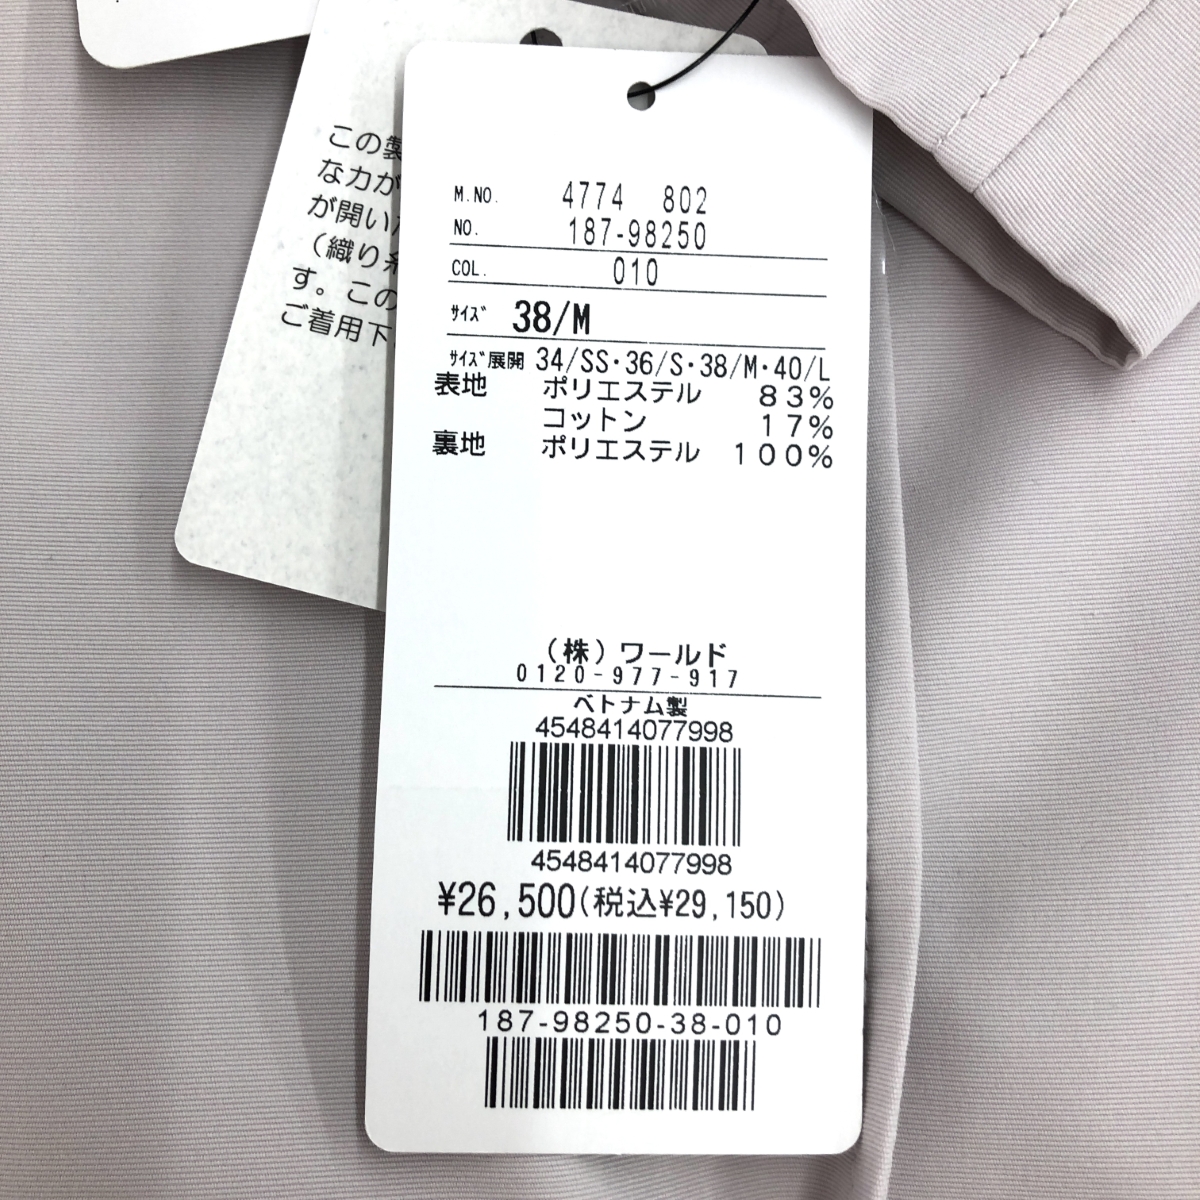 この製
な力が
が開いた
（織り糸
す。この
ご着用下
M.NO. 4774 802
NO. 187-98250
COL. 010
ｻｲｽﾞ 38/M
ｻｲｽﾞ展開 34/SS・36/S・38/M・40/L
表地 ポリエステル 83%
コットン 17%
裏地 ポリエステル 100%
（株）ワールド
0120-977-917
ベトナム製
4548414077998
4548414077998
¥26,500(税込¥29,150)
187-98250-38-010